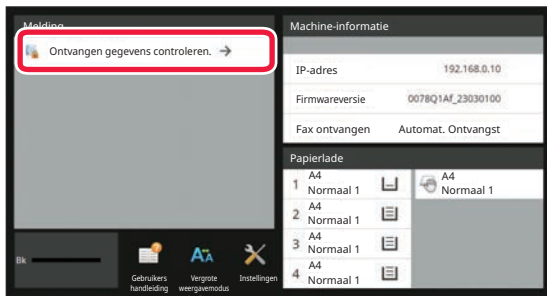 Melding
Ontvangen gegevens controleren. →
Bk
Gebruikers
handleiding
Vergrote
weergavemodus
Instellingen
Machine-informatie
IP-adres 192.168.0.10
Firmwareversie 0078Q1Af_23030100
Fax ontvangen Automat. Ontvangst
Papierlade
1 A4
Normaal 1
2 A4
Normaal 1
3 A4
Normaal 1
4 A4
Normaal 1
A4
Normaal 1